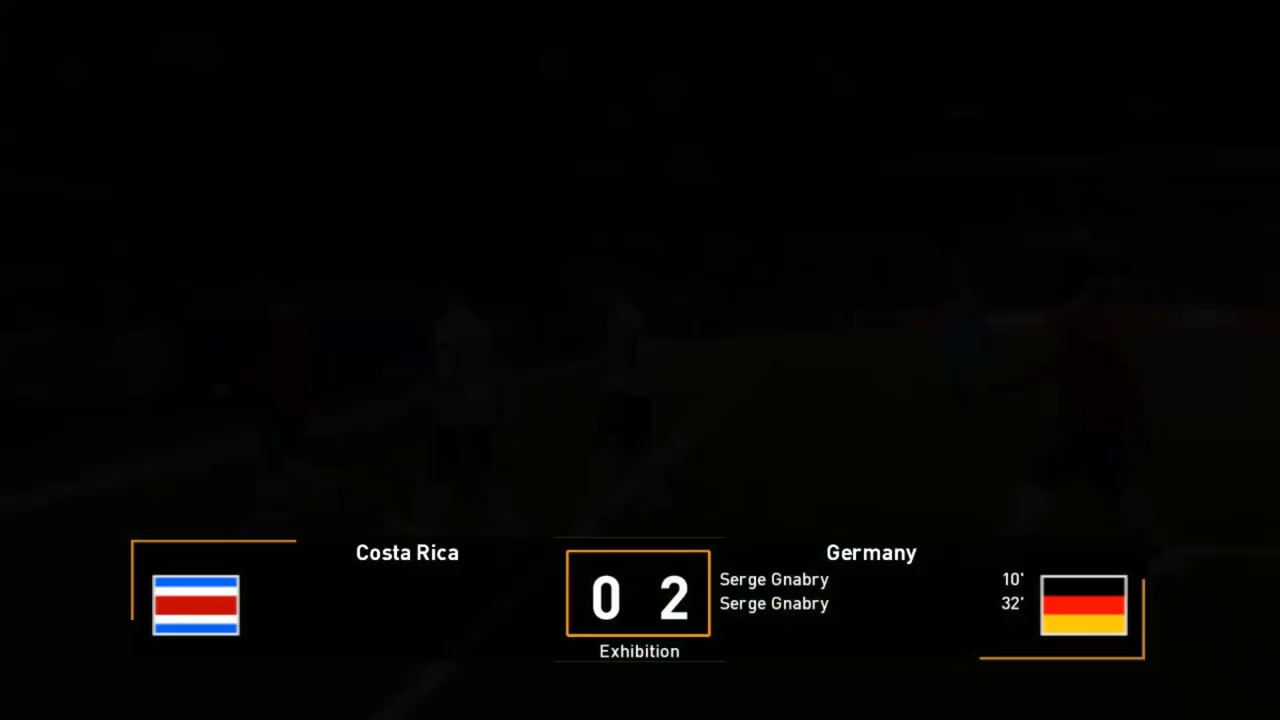 Costa Rica
0 2
Germany
Serge Gnabry 10'
Serge Gnabry 32'
Exhibition